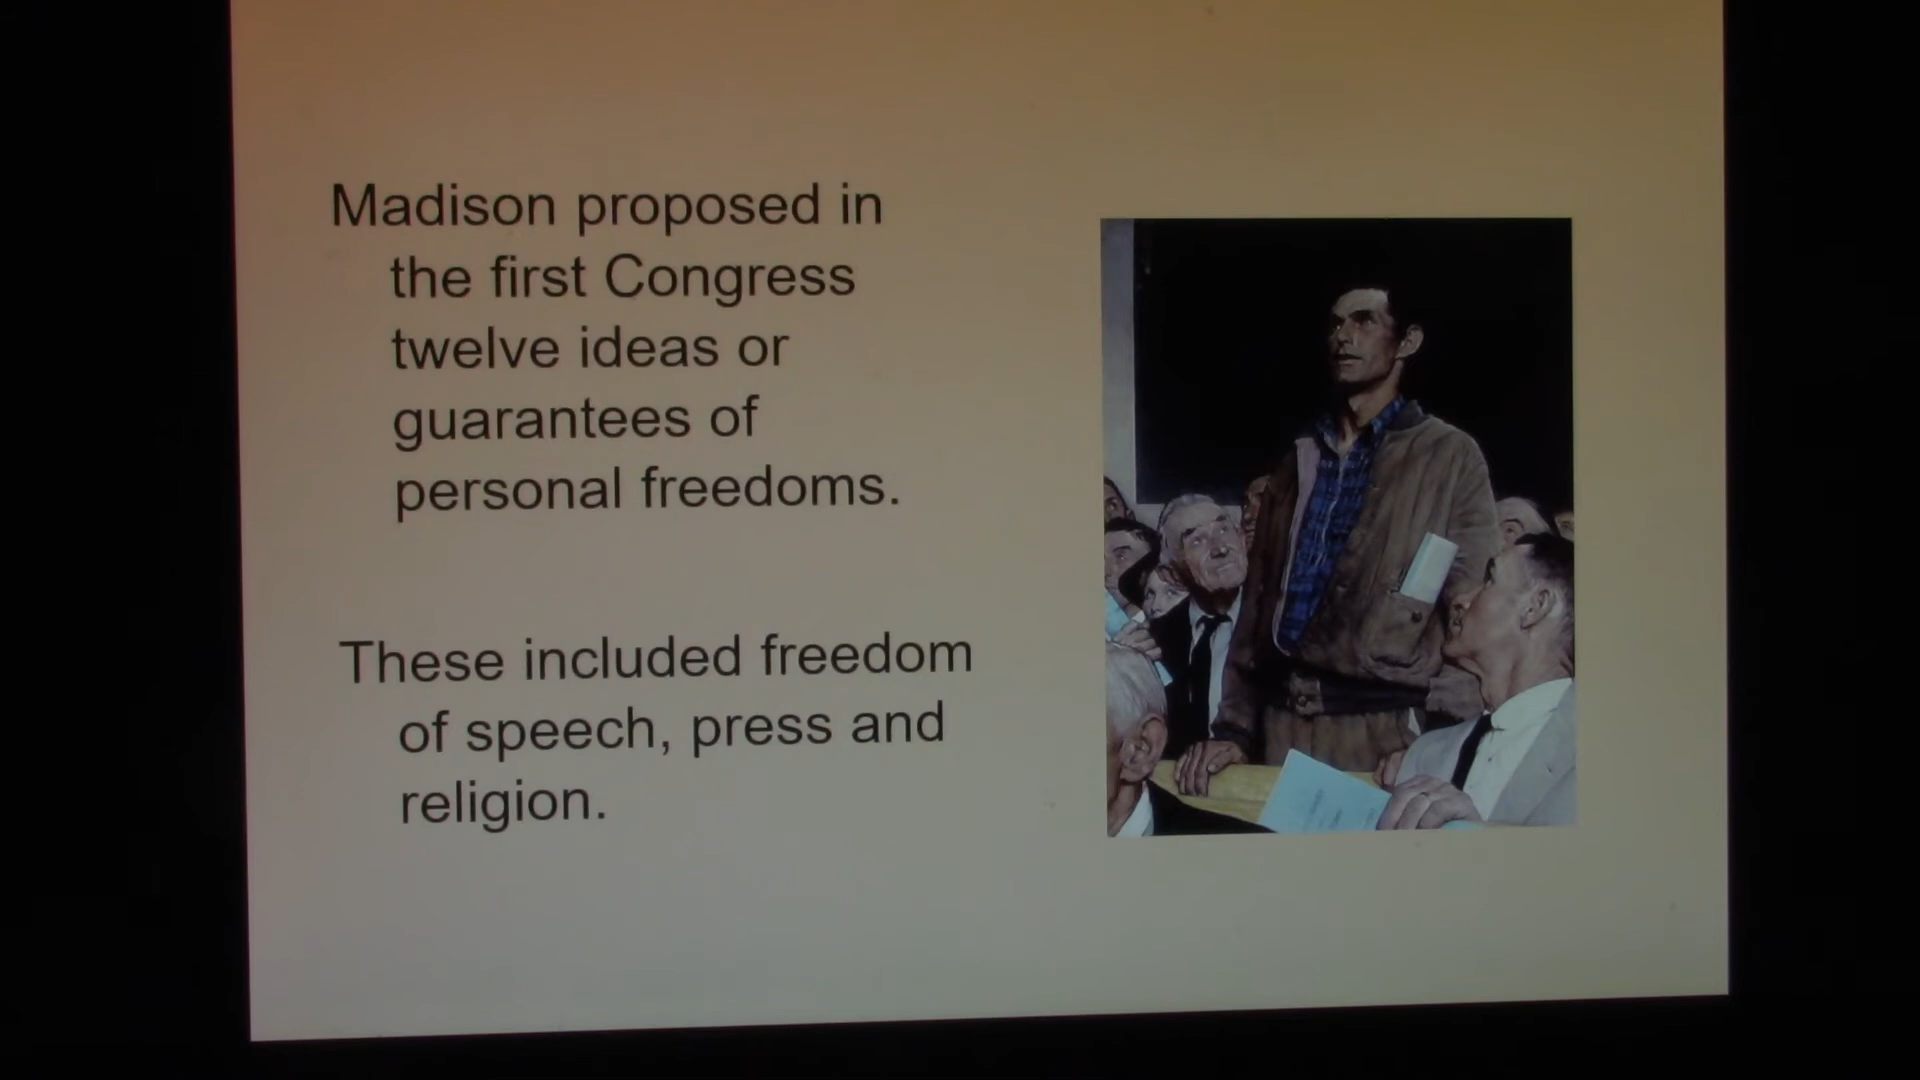 Madison proposed in
the first Congress
twelve ideas or
guarantees of
personal freedoms.
These included freedom
of speech, press and
religion.